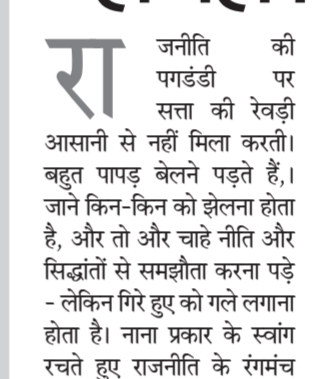 राजनीति की
पगडंडी पर
सत्ता की रेवड़ी
आसानी से नहीं मिला करती।
बहुत पापड़ बेलने पड़ते हैं,।
जाने किन-किन को झेलना होता
है, और तो और चाहे नीति और
सिद्धांतों से समझौता करना पड़े
- लेकिन गिरे हुए को गले लगाना
होता है। नाना प्रकार के स्वांग
रचते हुए राजनीति के रंगमंच